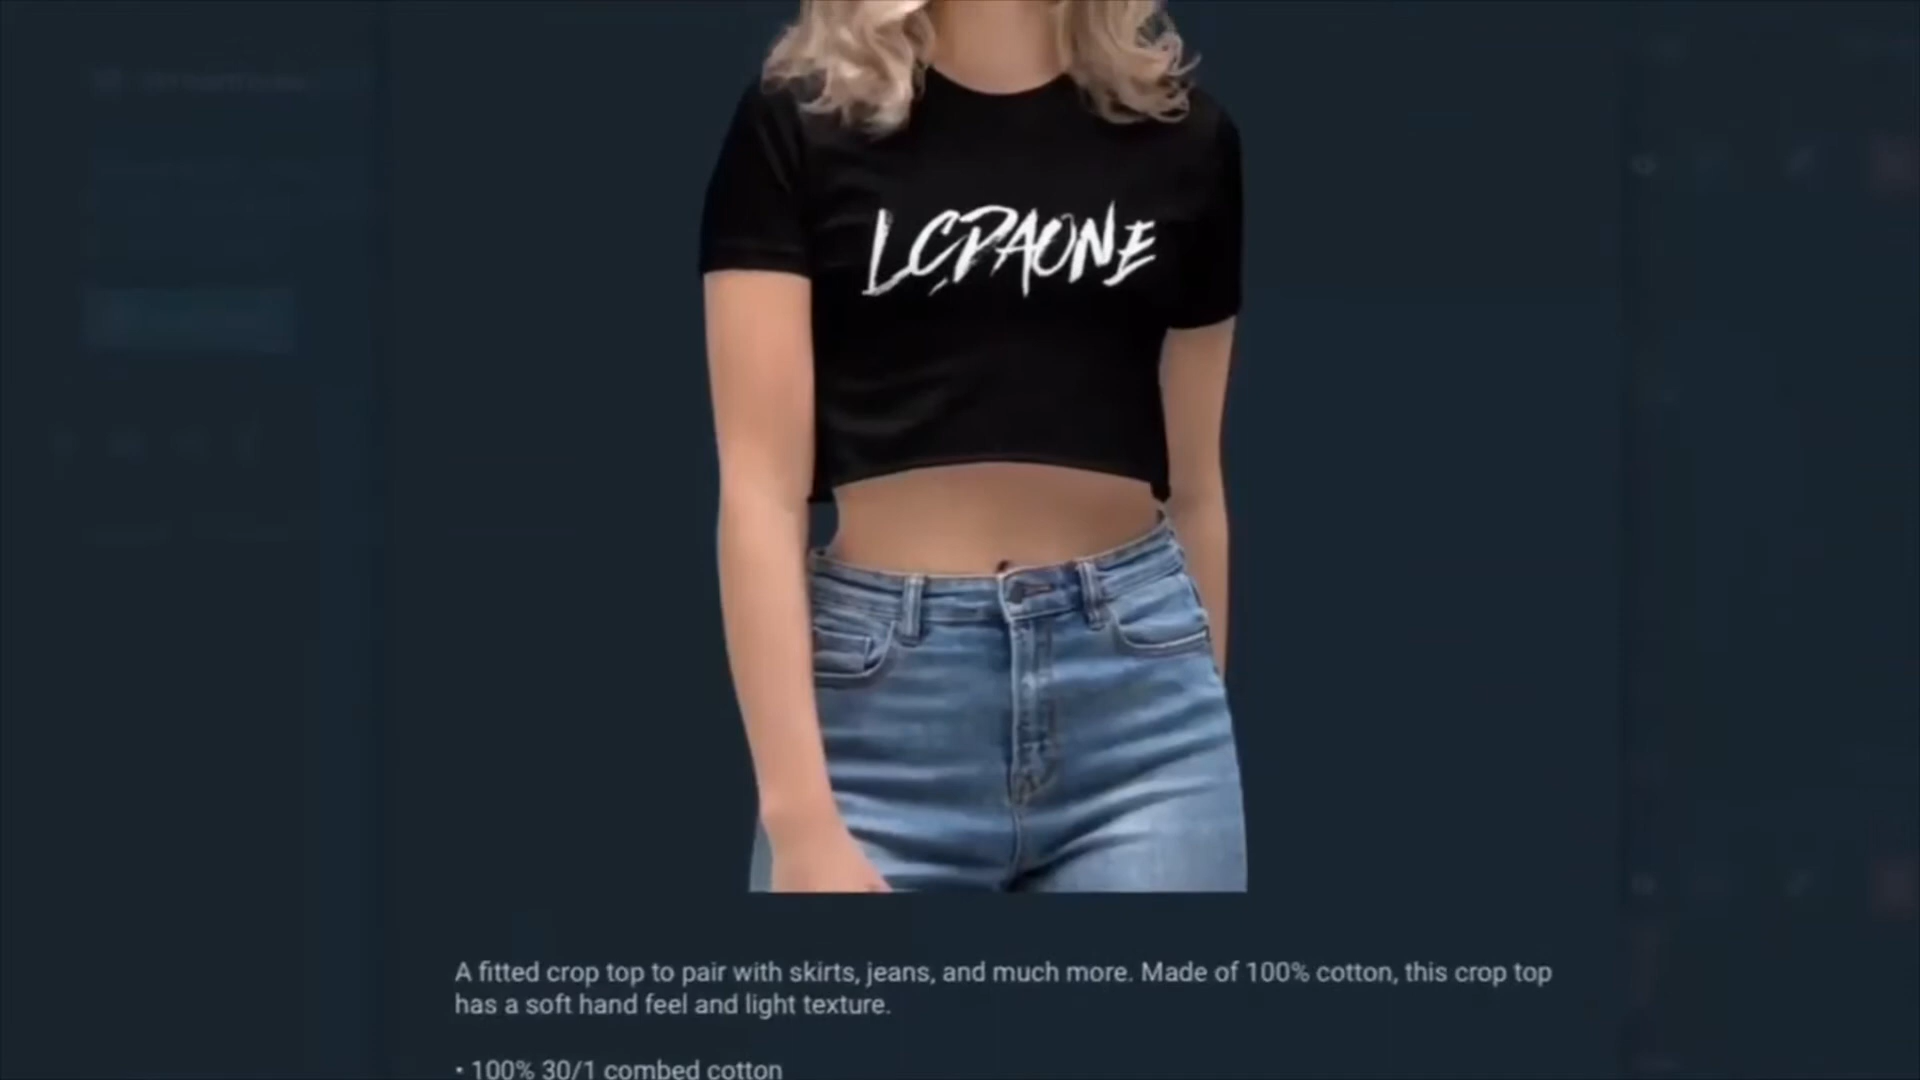 LCPAONE
A fitted crop top to pair with skirts, jeans, and much more. Made of 100% cotton, this crop top
has a soft hand feel and light texture.
• 100% 30/1 combed cotton